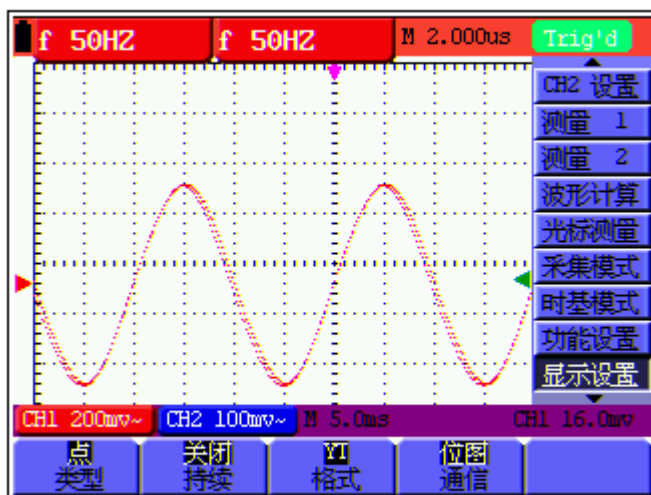 f 50HZ f 50HZ M 2.000us Trig'd
CH2 设置
测量 1
测量 2
波形计算
光标测量
采集模式
时基模式
功能设置
显示设置
CH1 200mv~ CH2 100mv~ M 5.0ms CH1 16.0mv
点 关闭 YT 位图
类型 持续 格式 通信